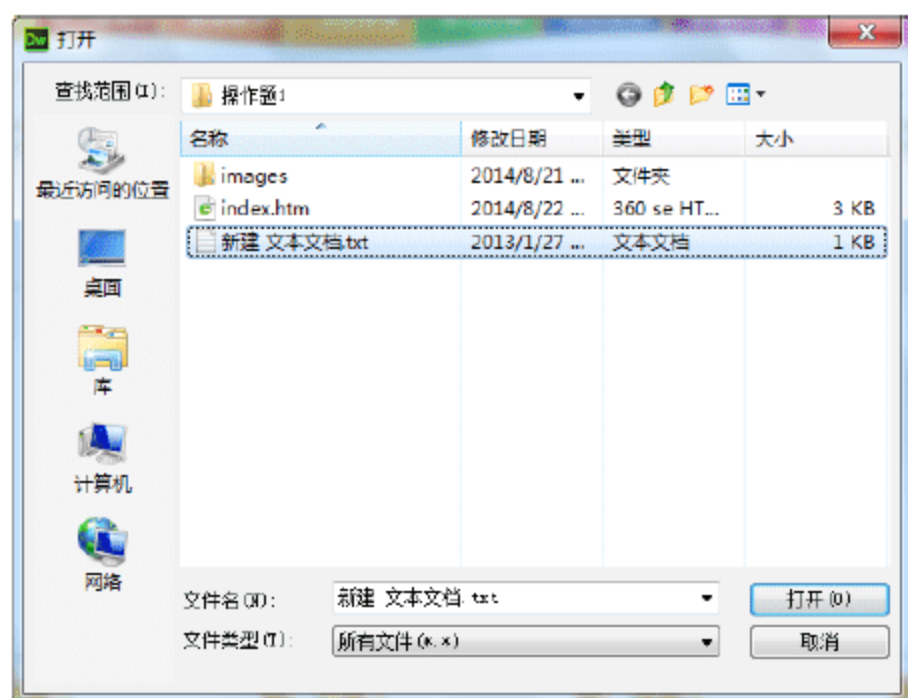 Dw 打开
查找范围(I): 操作题1
名称 修改日期 类型 大小
images 2014/8/21 ... 文件夹
index.htm 2014/8/22 ... 360 se HT... 3 KB
新建 文本文档.txt 2013/1/27 ... 文本文档 1 KB
最近访问的位置
桌面
库
计算机
网络
文件名(N): 新建 文本文档.txt 打开(O)
文件类型(T): 所有文件(*.*) 取消